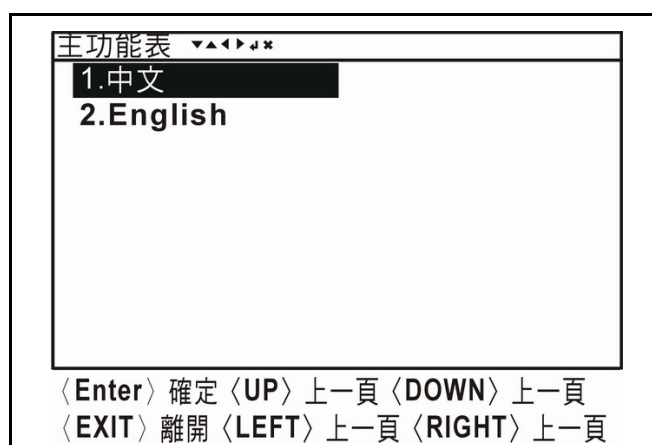 主功能表 ▼▲◀▶↲✖
1.中文
2.English
〈Enter〉確定〈UP〉上一頁〈DOWN〉上一頁
〈EXIT〉離開〈LEFT〉上一頁〈RIGHT〉上一頁